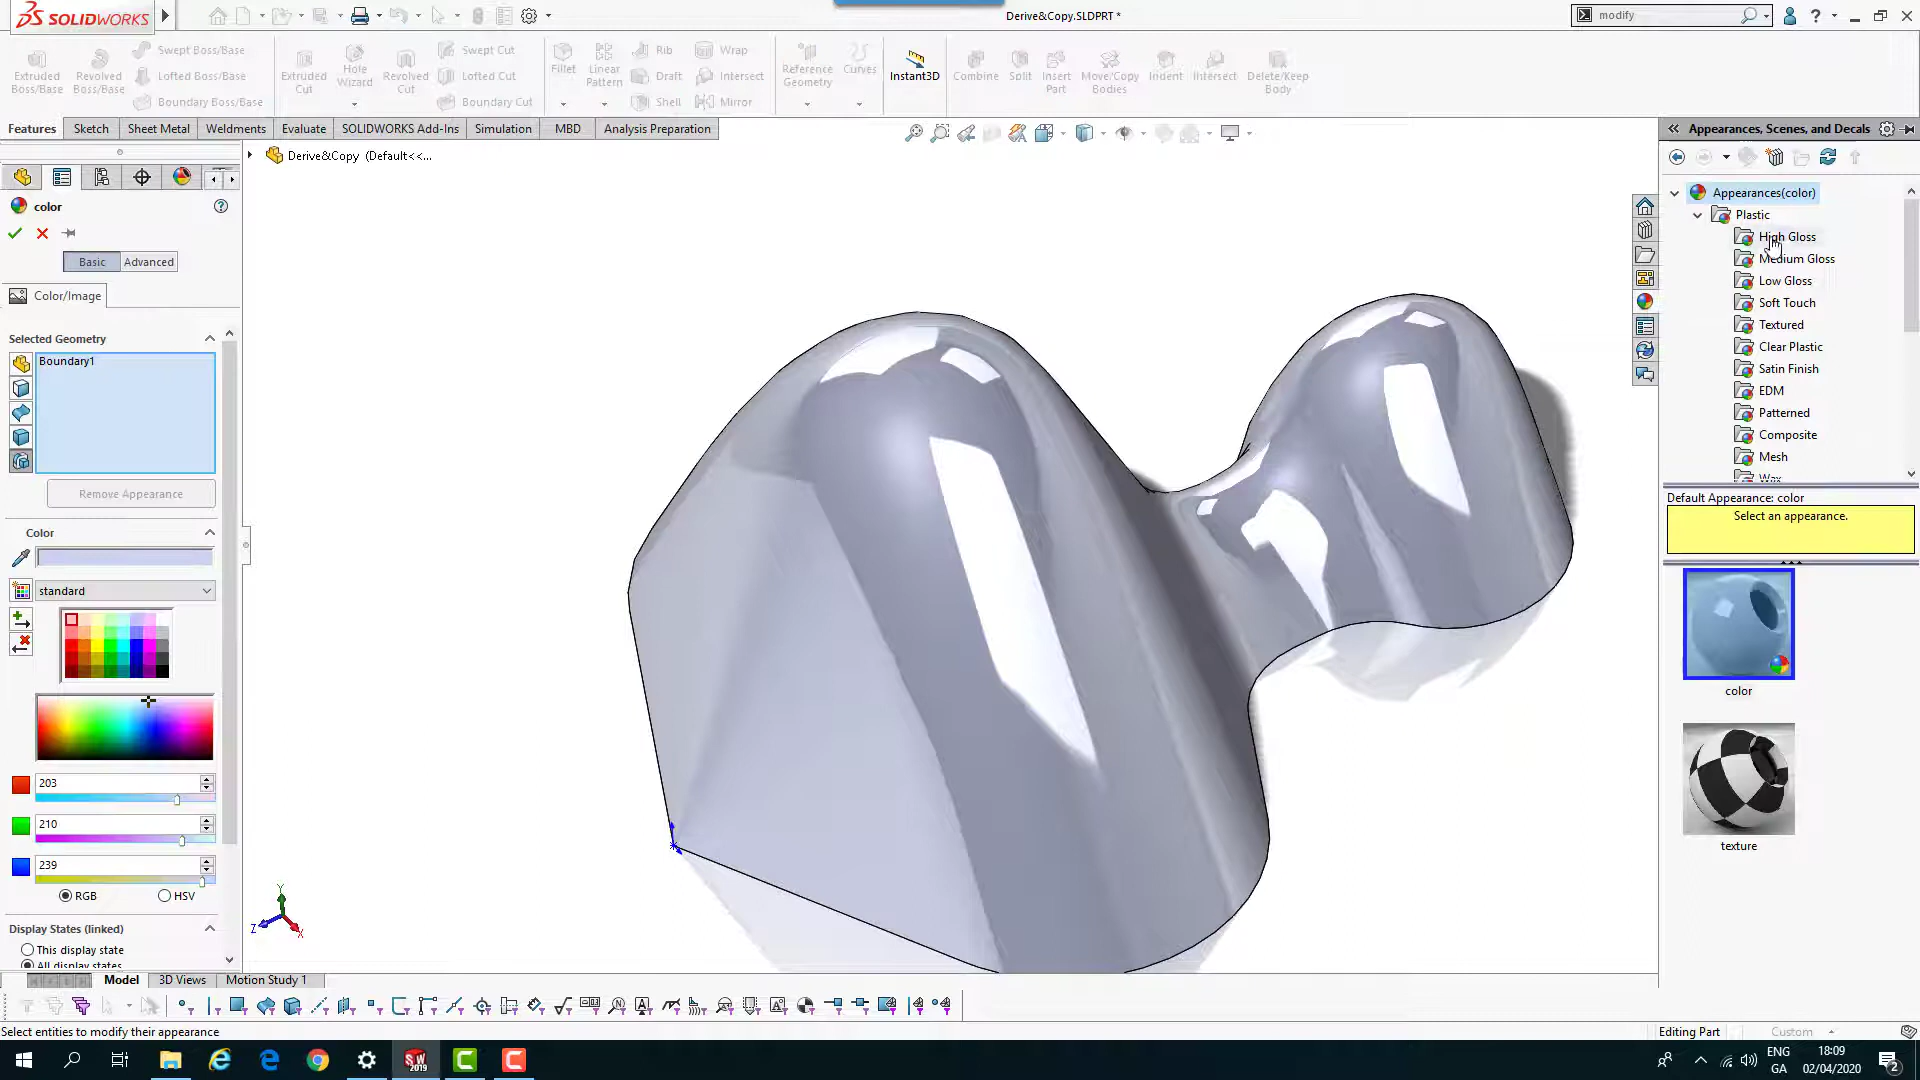 SOLIDWORKS
Derive&Copy.SLDPRT *
modify
Extruded Boss/Base
Revolved Boss/Base
Swept Boss/Base
Lofted Boss/Base
Boundary Boss/Base
Extruded Cut
Hole Wizard
Revolved Cut
Swept Cut
Lofted Cut
Boundary Cut
Fillet
Linear Pattern
Rib
Draft
Shell
Wrap
Intersect
Mirror
Reference Geometry
Curves
Instant3D
Combine
Split
Insert Part
Move/Copy Bodies
Indent
Intersect
Delete/Keep Body
Features
Sketch
Sheet Metal
Weldments
Evaluate
SOLIDWORKS Add-Ins
Simulation
MBD
Analysis Preparation
Derive&Copy (Default<<...
color
Basic
Advanced
Color/Image
Selected Geometry
Boundary1
Remove Appearance
Color
standard
203
210
239
RGB
HSV
Display States (linked)
This display state
All display states
Y
Z
X
Appearances, Scenes, and Decals
Appearances(color)
Plastic
High Gloss
Medium Gloss
Low Gloss
Soft Touch
Textured
Clear Plastic
Satin Finish
EDM
Patterned
Composite
Mesh
Wax
Default Appearance: color
Select an appearance.
color
texture
Model
3D Views
Motion Study 1
Select entities to modify their appearance
Editing Part
Custom
SW 2019
ENG
GA
18:09
02/04/2020
2